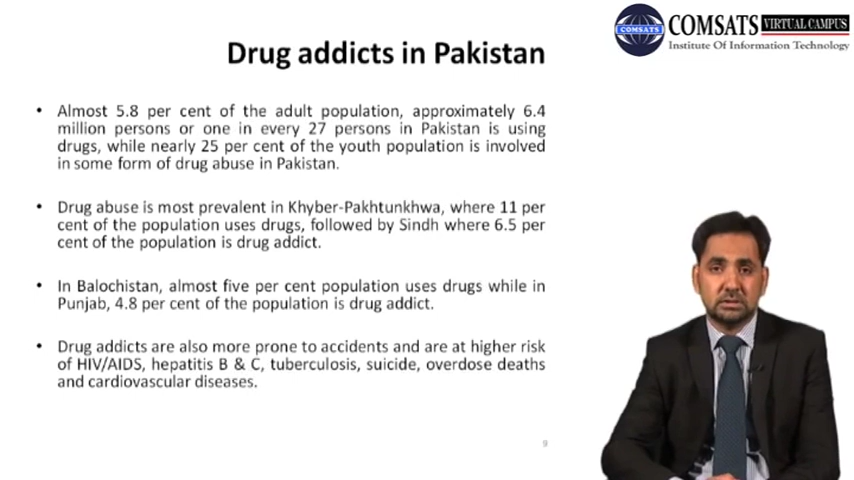 COMSATS
COMSATS VIRTUAL CAMPUS
Institute Of Information Technology
Drug addicts in Pakistan
• Almost 5.8 per cent of the adult population, approximately 6.4
million persons or one in every 27 persons in Pakistan is using
drugs, while nearly 25 per cent of the youth population is involved
in some form of drug abuse in Pakistan.
• Drug abuse is most prevalent in Khyber-Pakhtunkhwa, where 11 per
cent of the population uses drugs, followed by Sindh where 6.5 per
cent of the population is drug addict.
• In Balochistan, almost five per cent population uses drugs while in
Punjab, 4.8 per cent of the population is drug addict.
• Drug addicts are also more prone to accidents and are at higher risk
of HIV/AIDS, hepatitis B & C, tuberculosis, suicide, overdose deaths
and cardiovascular diseases.
9